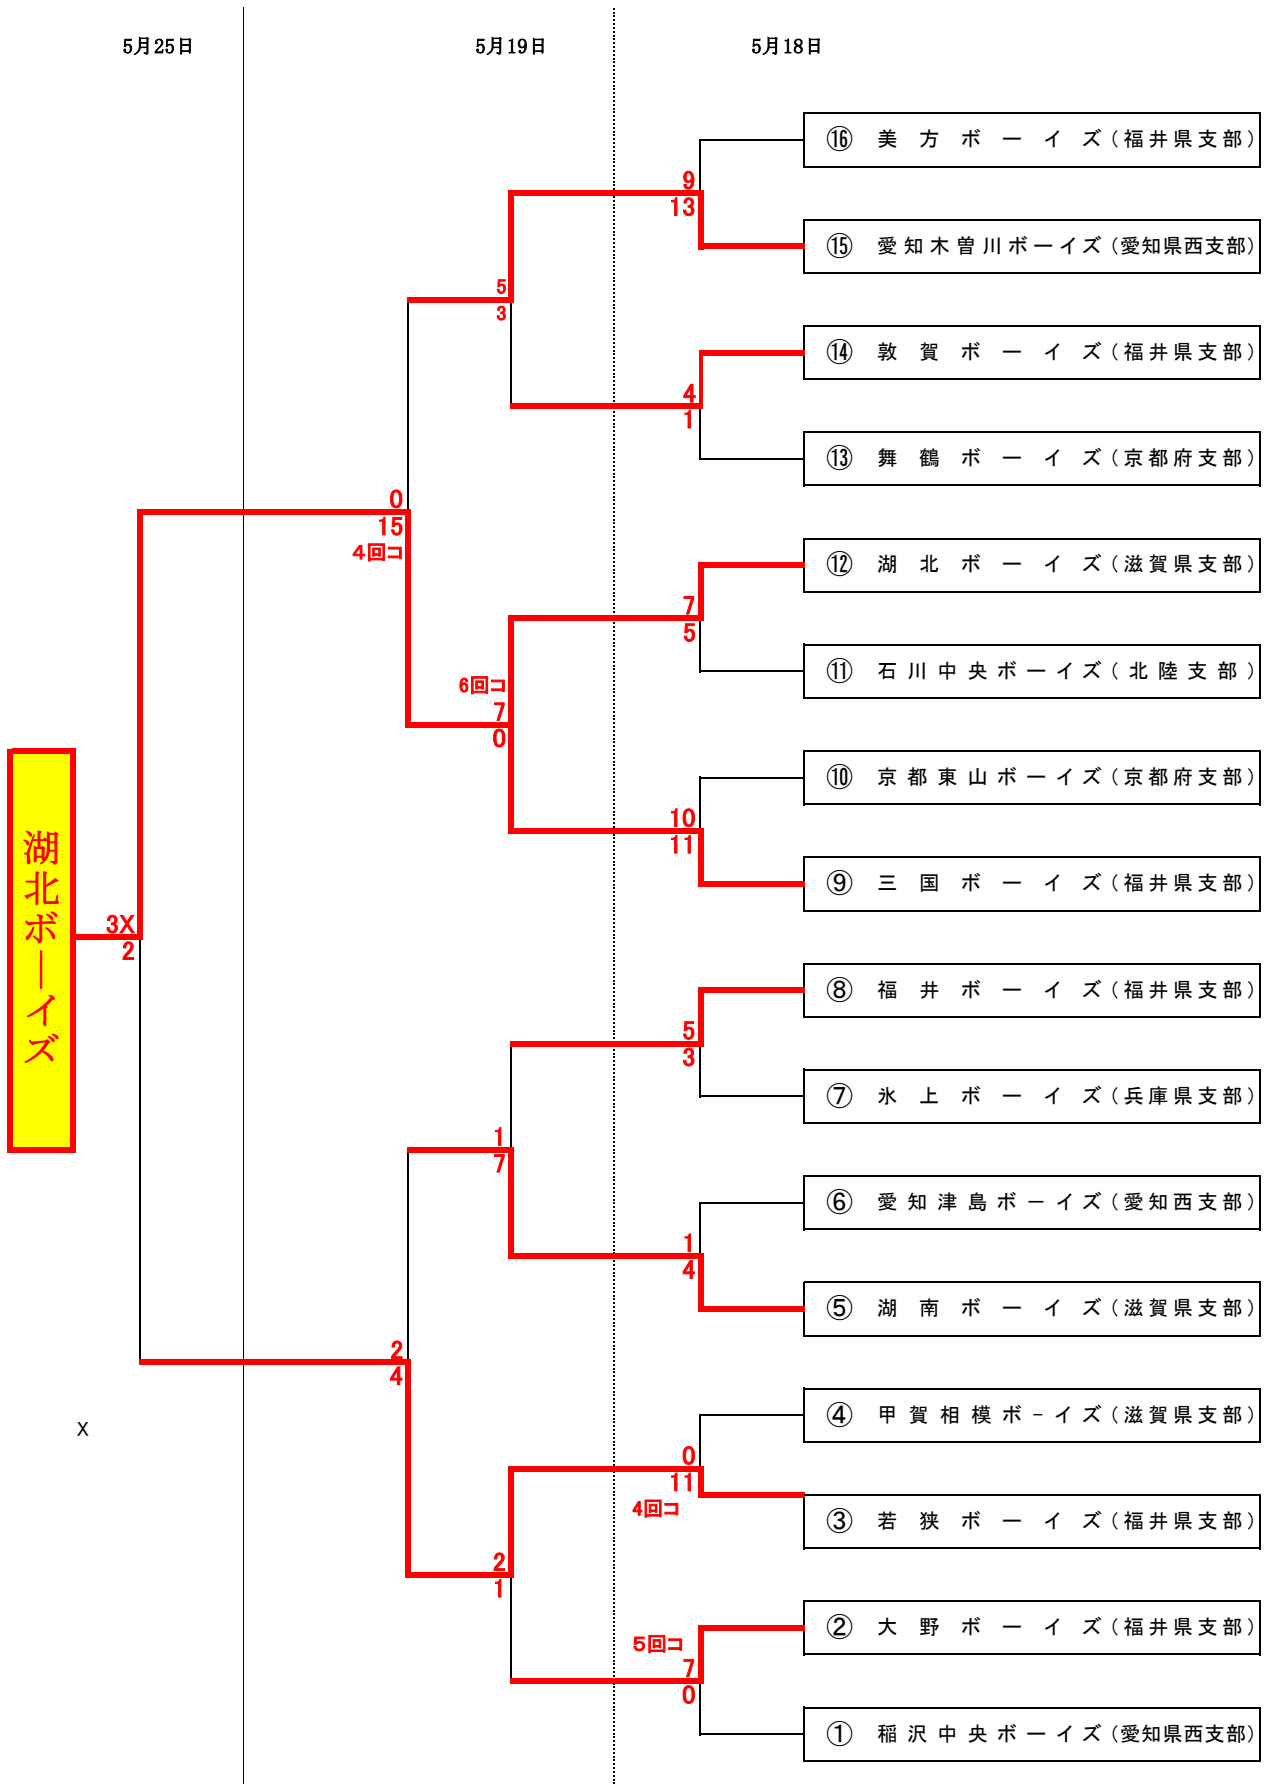 5月25日
5月19日
5月18日
⑯ 美方ボーイズ(福井県支部)
9
13
⑮ 愛知木曽川ボーイズ(愛知県西支部)
5
3
⑭ 敦賀ボーイズ(福井県支部)
4
1
⑬ 舞鶴ボーイズ(京都府支部)
0
15
4回コ
⑫ 湖北ボーイズ(滋賀県支部)
7
5
⑪ 石川中央ボーイズ(北陸支部)
6回コ
7
0
⑩ 京都東山ボーイズ(京都府支部)
10
11
⑨ 三国ボーイズ(福井県支部)
湖北ボーイズ
3X
2
⑧ 福井ボーイズ(福井県支部)
5
3
⑦ 氷上ボーイズ(兵庫県支部)
1
7
⑥ 愛知津島ボーイズ(愛知西支部)
1
4
⑤ 湖南ボーイズ(滋賀県支部)
2
4
④ 甲賀相模ボーイズ(滋賀県支部)
X
0
11
4回コ
③ 若狭ボーイズ(福井県支部)
2
1
② 大野ボーイズ(福井県支部)
5回コ
7
0
① 稲沢中央ボーイズ(愛知県西支部)